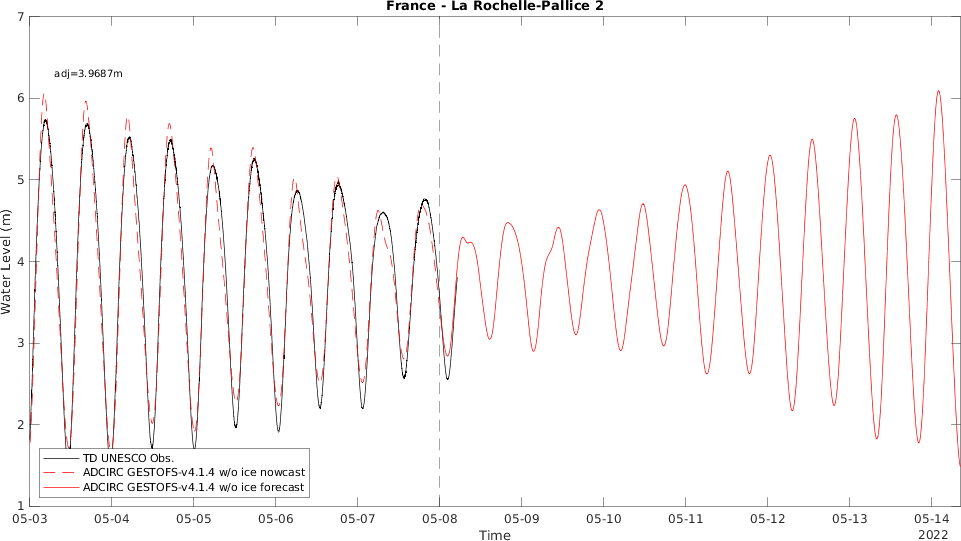 France - La Rochelle-Pallice 2
7
adj=3.9687m
6
5
4
3
2
1
Water Level (m)
TD UNESCO Obs.
ADCIRC GESTOFS-v4.1.4 w/o ice nowcast
ADCIRC GESTOFS-v4.1.4 w/o ice forecast
05-03 05-04 05-05 05-06 05-07 05-08 05-09 05-10 05-11 05-12 05-13 05-14
Time
2022